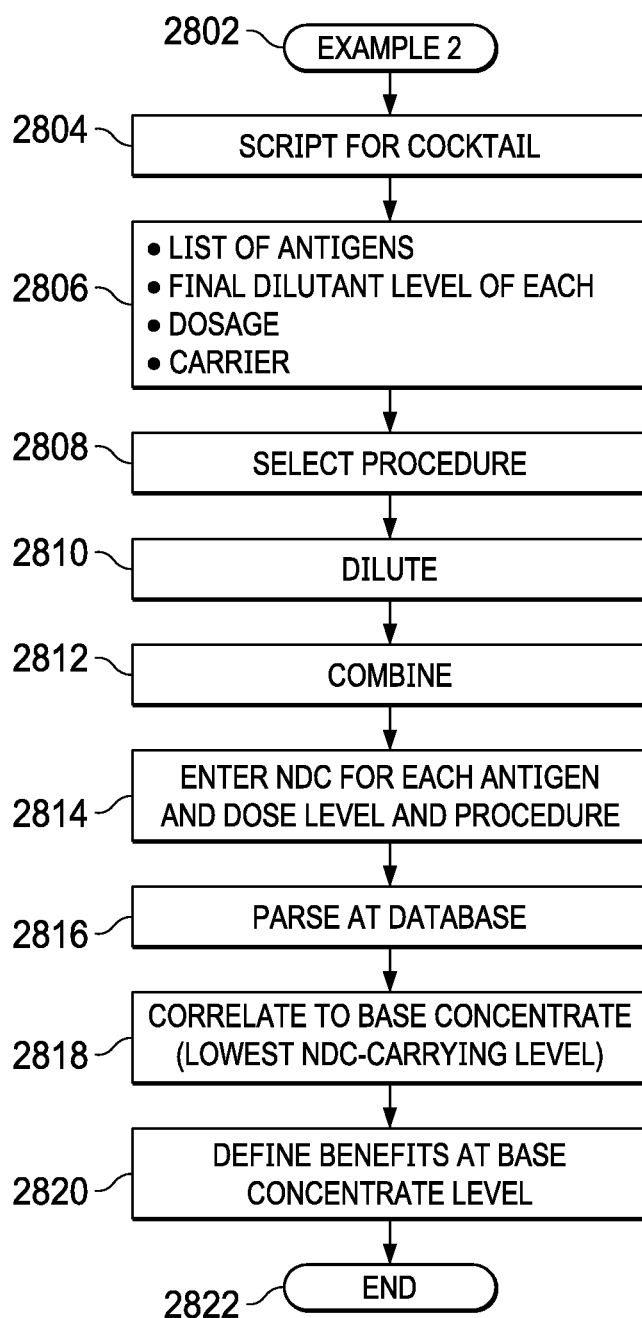 2802
EXAMPLE 2
2804
SCRIPT FOR COCKTAIL
2806
• LIST OF ANTIGENS
• FINAL DILUTANT LEVEL OF EACH
• DOSAGE
• CARRIER
2808
SELECT PROCEDURE
2810
DILUTE
2812
COMBINE
2814
ENTER NDC FOR EACH ANTIGEN
AND DOSE LEVEL AND PROCEDURE
2816
PARSE AT DATABASE
2818
CORRELATE TO BASE CONCENTRATE
(LOWEST NDC-CARRYING LEVEL)
2820
DEFINE BENEFITS AT BASE
CONCENTRATE LEVEL
2822
END